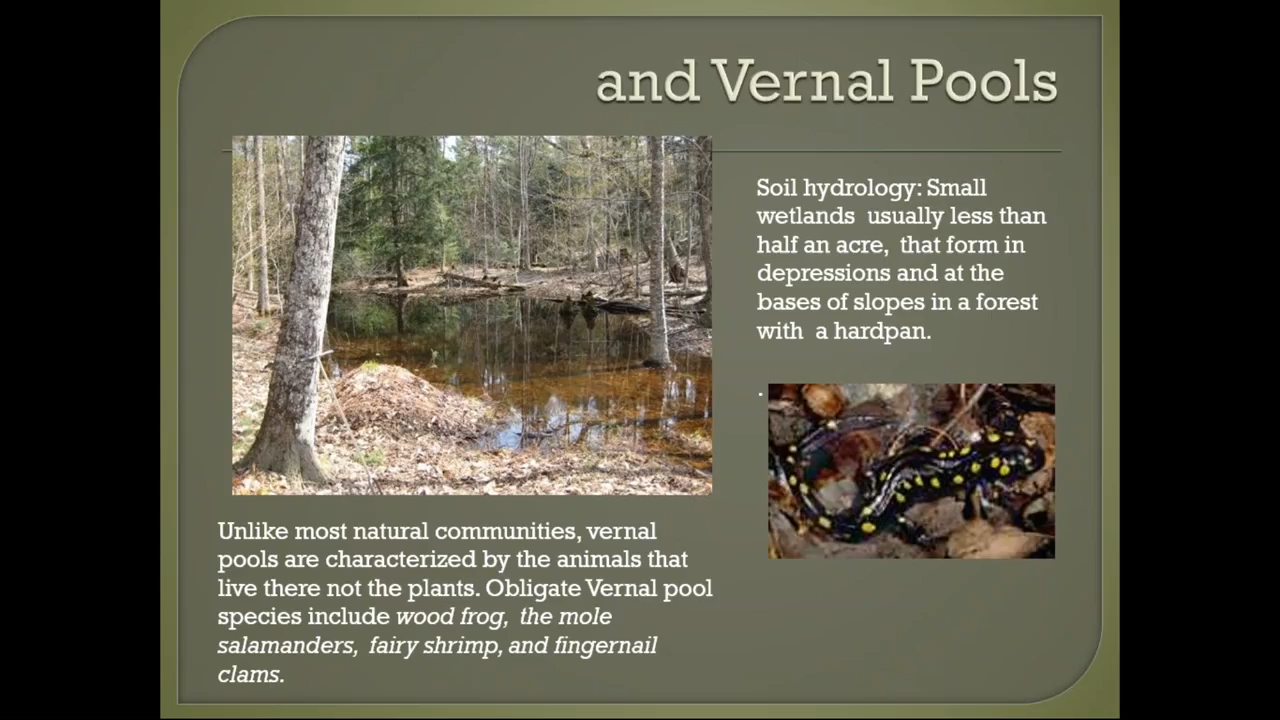 and Vernal Pools
Soil hydrology: Small
wetlands  usually less than
half an acre,  that form in
depressions and at the
bases of slopes in a forest
with  a hardpan.
.
Unlike most natural communities, vernal
pools are characterized by the animals that
live there not the plants. Obligate Vernal pool
species include wood frog,  the mole
salamanders,  fairy shrimp, and fingernail
clams.